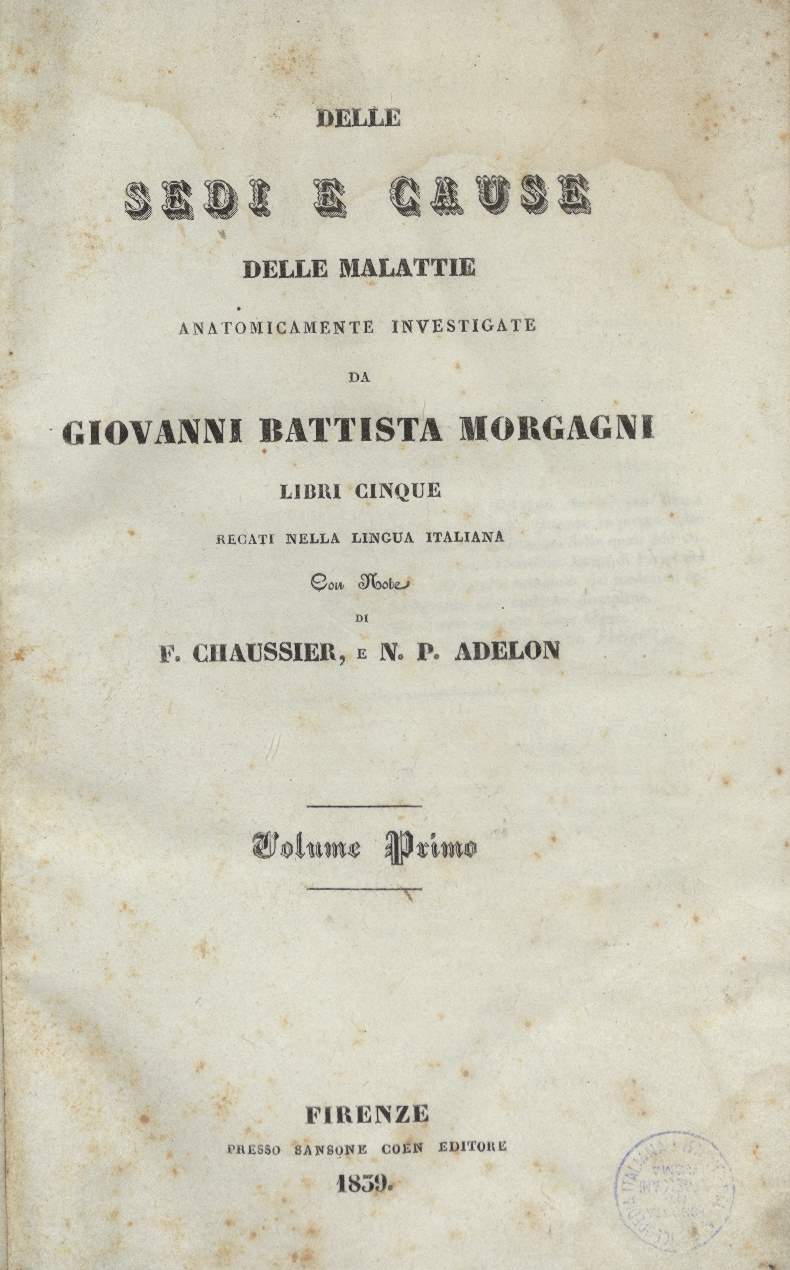 DELLE
SEDI E CAUSE
DELLE MALATTIE
ANATOMICAMENTE INVESTIGATE
DA
GIOVANNI BATTISTA MORGAGNI
LIBRI CINQUE
RECATI NELLA LINGUA ITALIANA
Con Note
DI
F. CHAUSSIER, E N. P. ADELON
Volume Primo
FIRENZE
PRESSO SANSONE COEN EDITORE
1839.